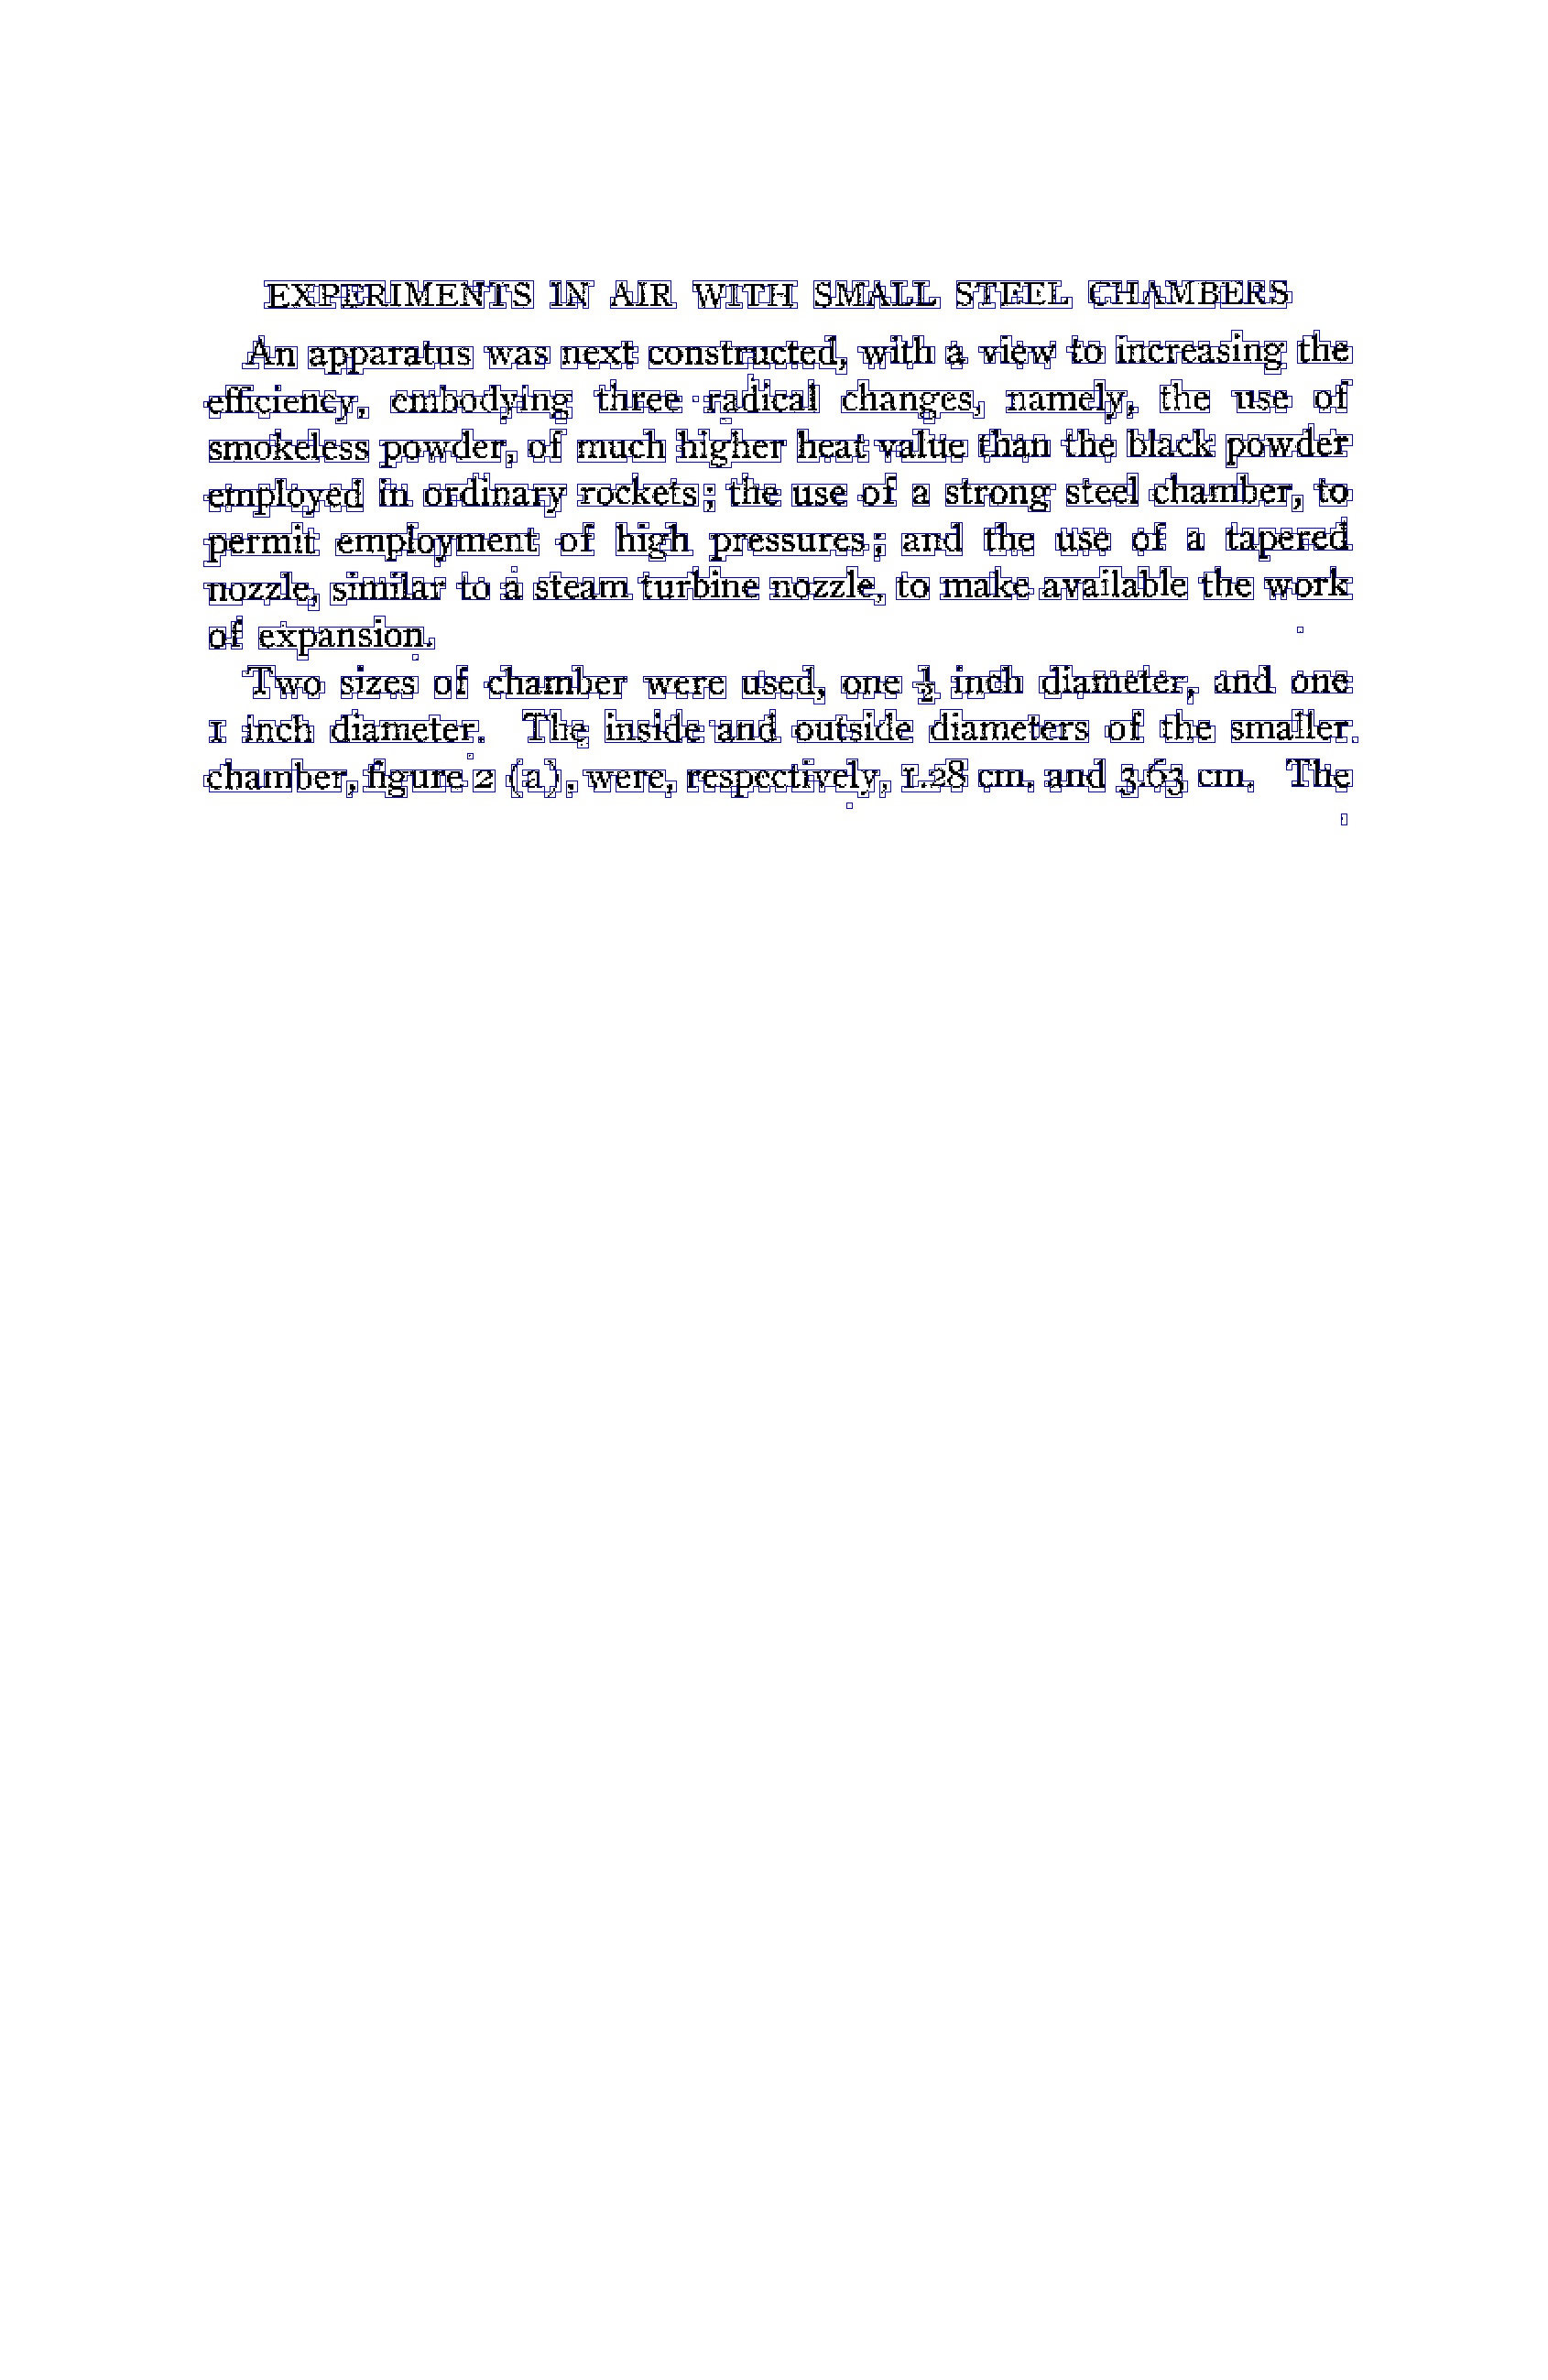 EXPERIMENTS IN AIR WITH SMALL STEEL CHAMBERS
An apparatus was next constructed, with a view to increasing the
efficiency, embodying three radical changes, namely, the use of
smokeless powder, of much higher heat value than the black powder
employed in ordinary rockets; the use of a strong steel chamber, to
permit employment of high pressures; and the use of a tapered
nozzle, similar to a steam turbine nozzle, to make available the work
of expansion.
Two sizes of chamber were used, one ½ inch diameter, and one
1 inch diameter. The inside and outside diameters of the smaller
chamber, figure 2 (a), were, respectively, 1.28 cm. and 3.63 cm. The